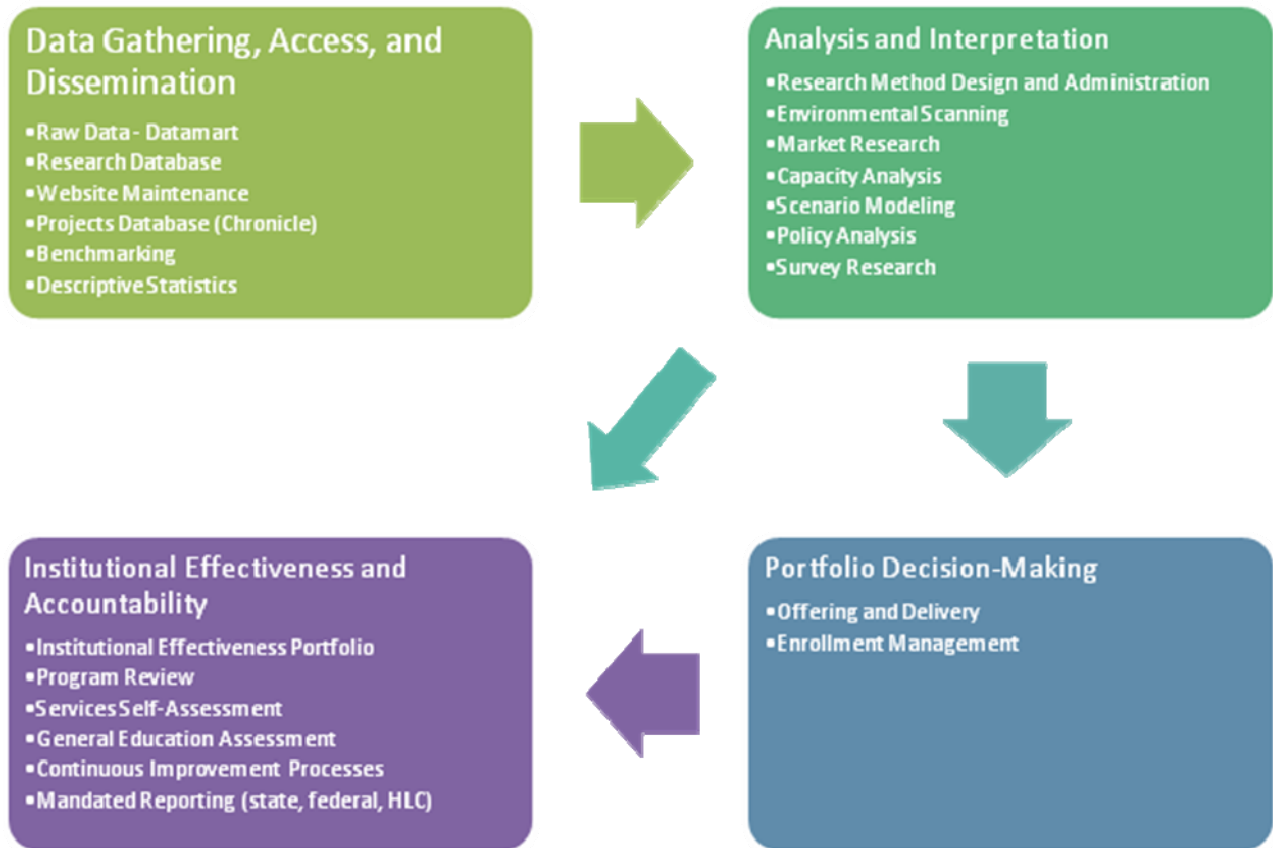 Data Gathering, Access, and
Dissemination
▪Raw Data - Datamart
▪Research Database
▪Website Maintenance
▪Projects Database (Chronicle)
▪Benchmarking
▪Descriptive Statistics
Analysis and Interpretation
▪Research Method Design and Administration
▪Environmental Scanning
▪Market Research
▪Capacity Analysis
▪Scenario Modeling
▪Policy Analysis
▪Survey Research
Institutional Effectiveness and
Accountability
▪Institutional Effectiveness Portfolio
▪Program Review
▪Services Self-Assessment
▪General Education Assessment
▪Continuous Improvement Processes
▪Mandated Reporting (state, federal, HLC)
Portfolio Decision-Making
▪Offering and Delivery
▪Enrollment Management